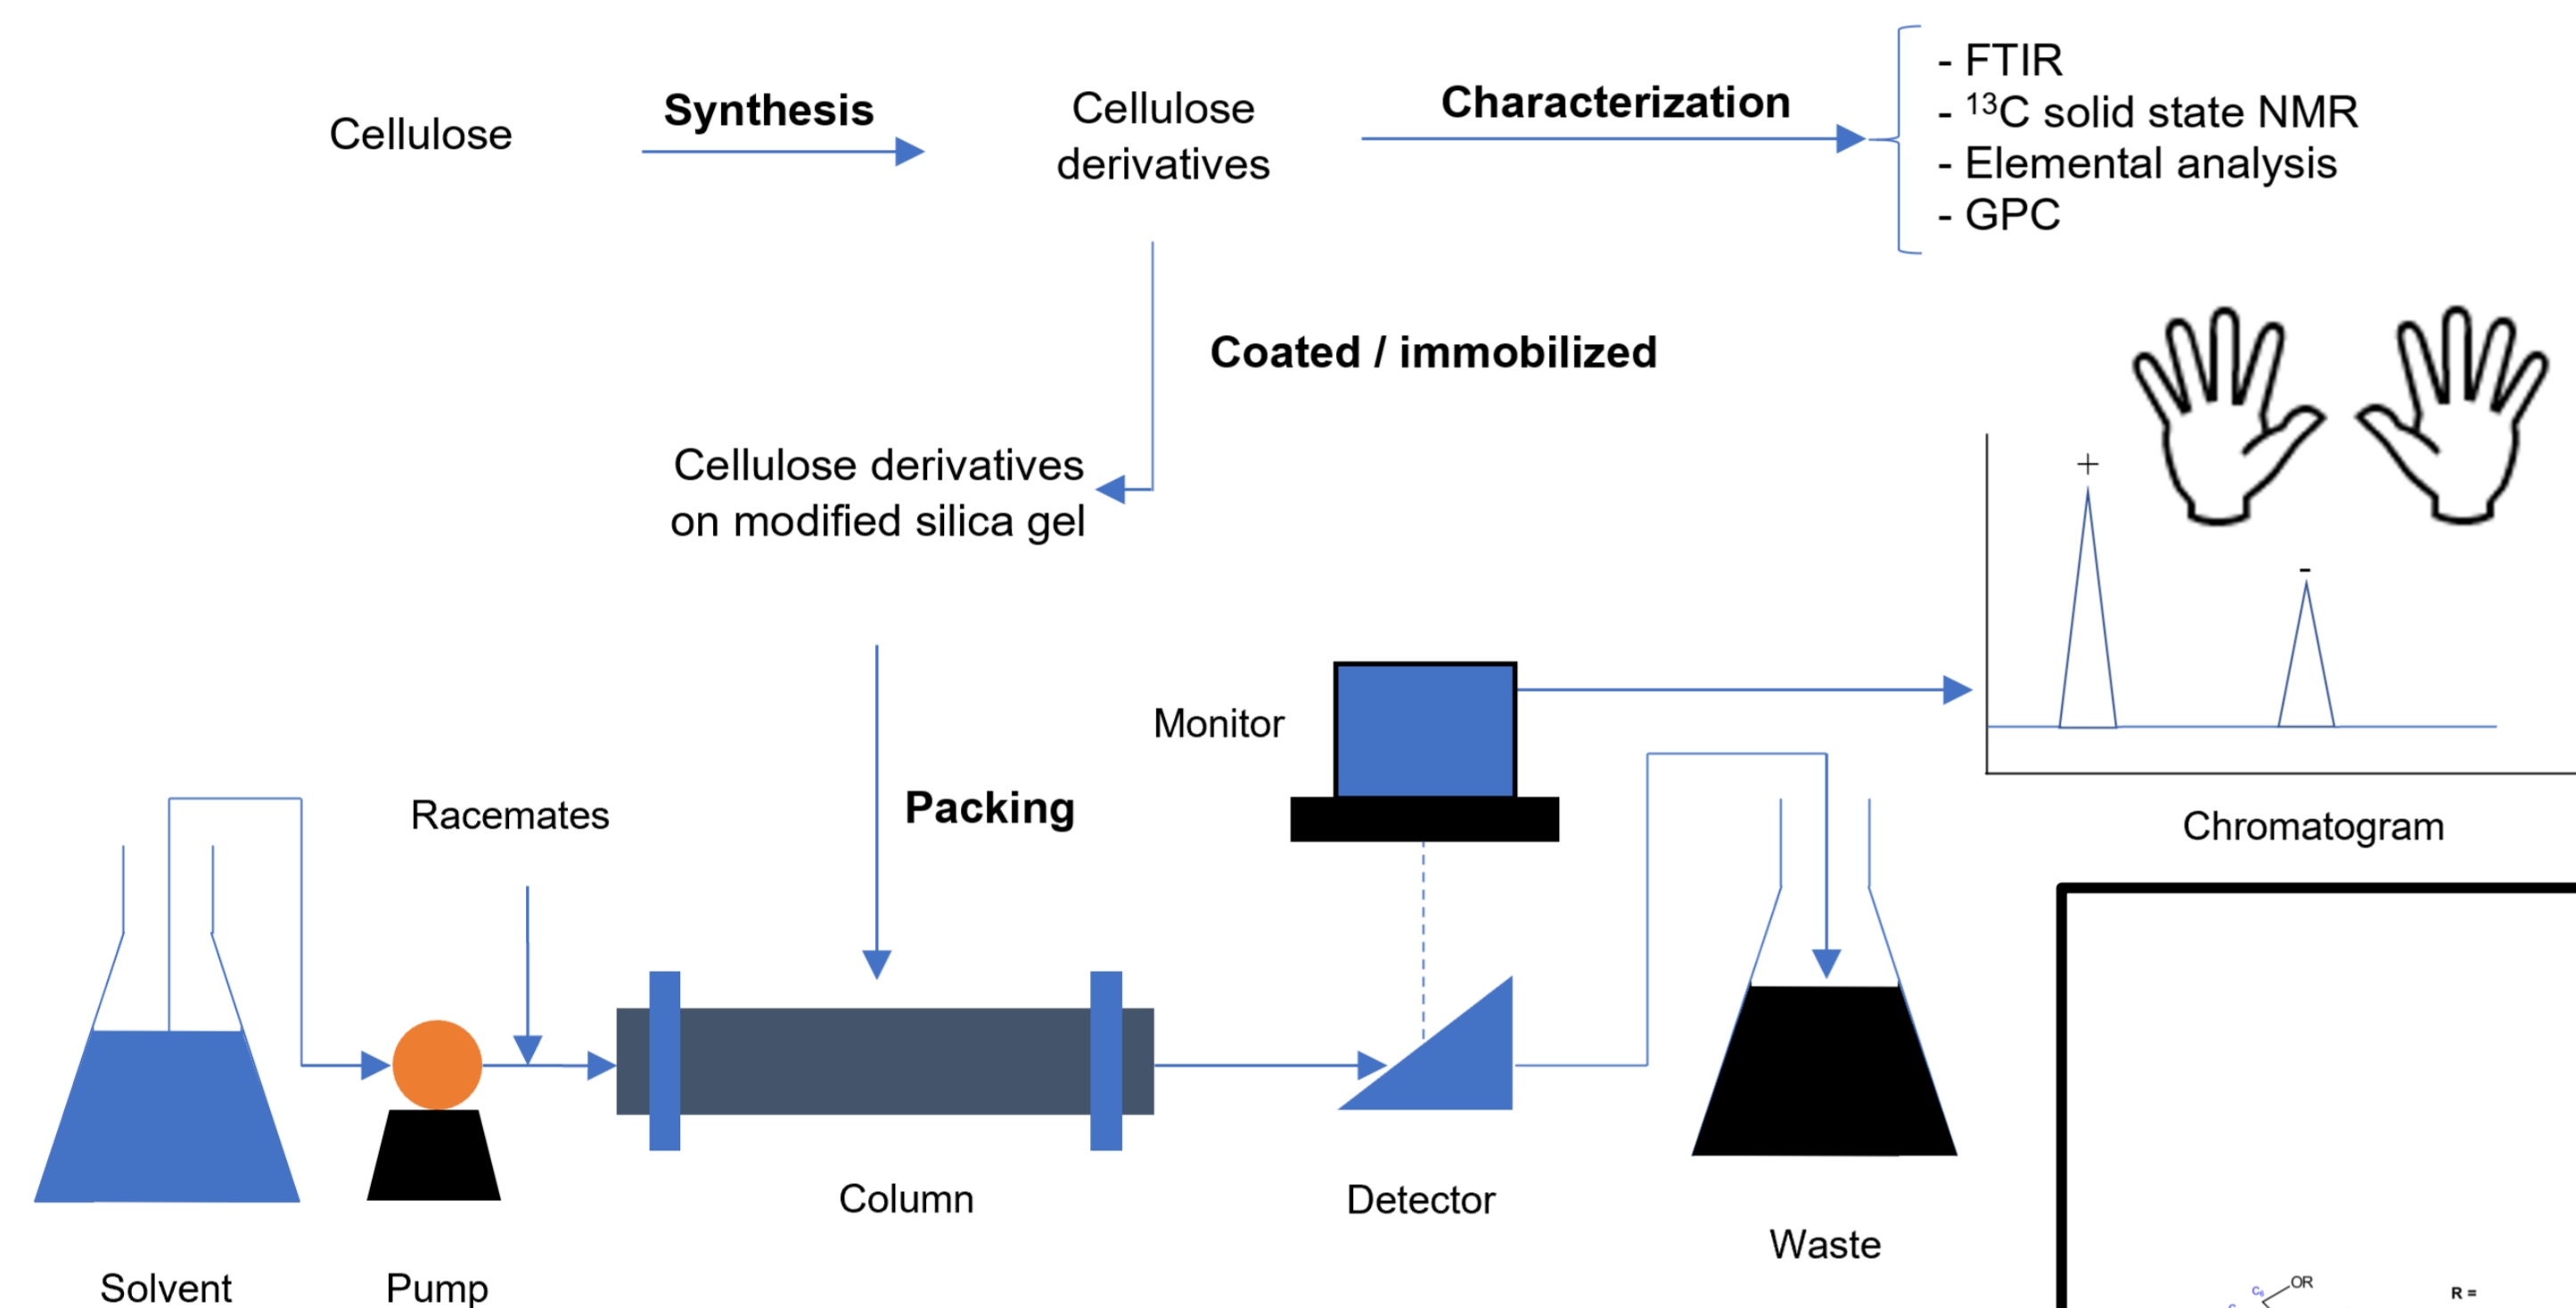 Cellulose
Synthesis
Cellulose
derivatives
Characterization
- FTIR
- ¹³C solid state NMR
- Elemental analysis
- GPC
Coated / immobilized
Cellulose derivatives
on modified silica gel
+
-
Monitor
Racemates
Packing
Chromatogram
Column
Detector
Waste
Solvent
Pump
C₆
OR
R =